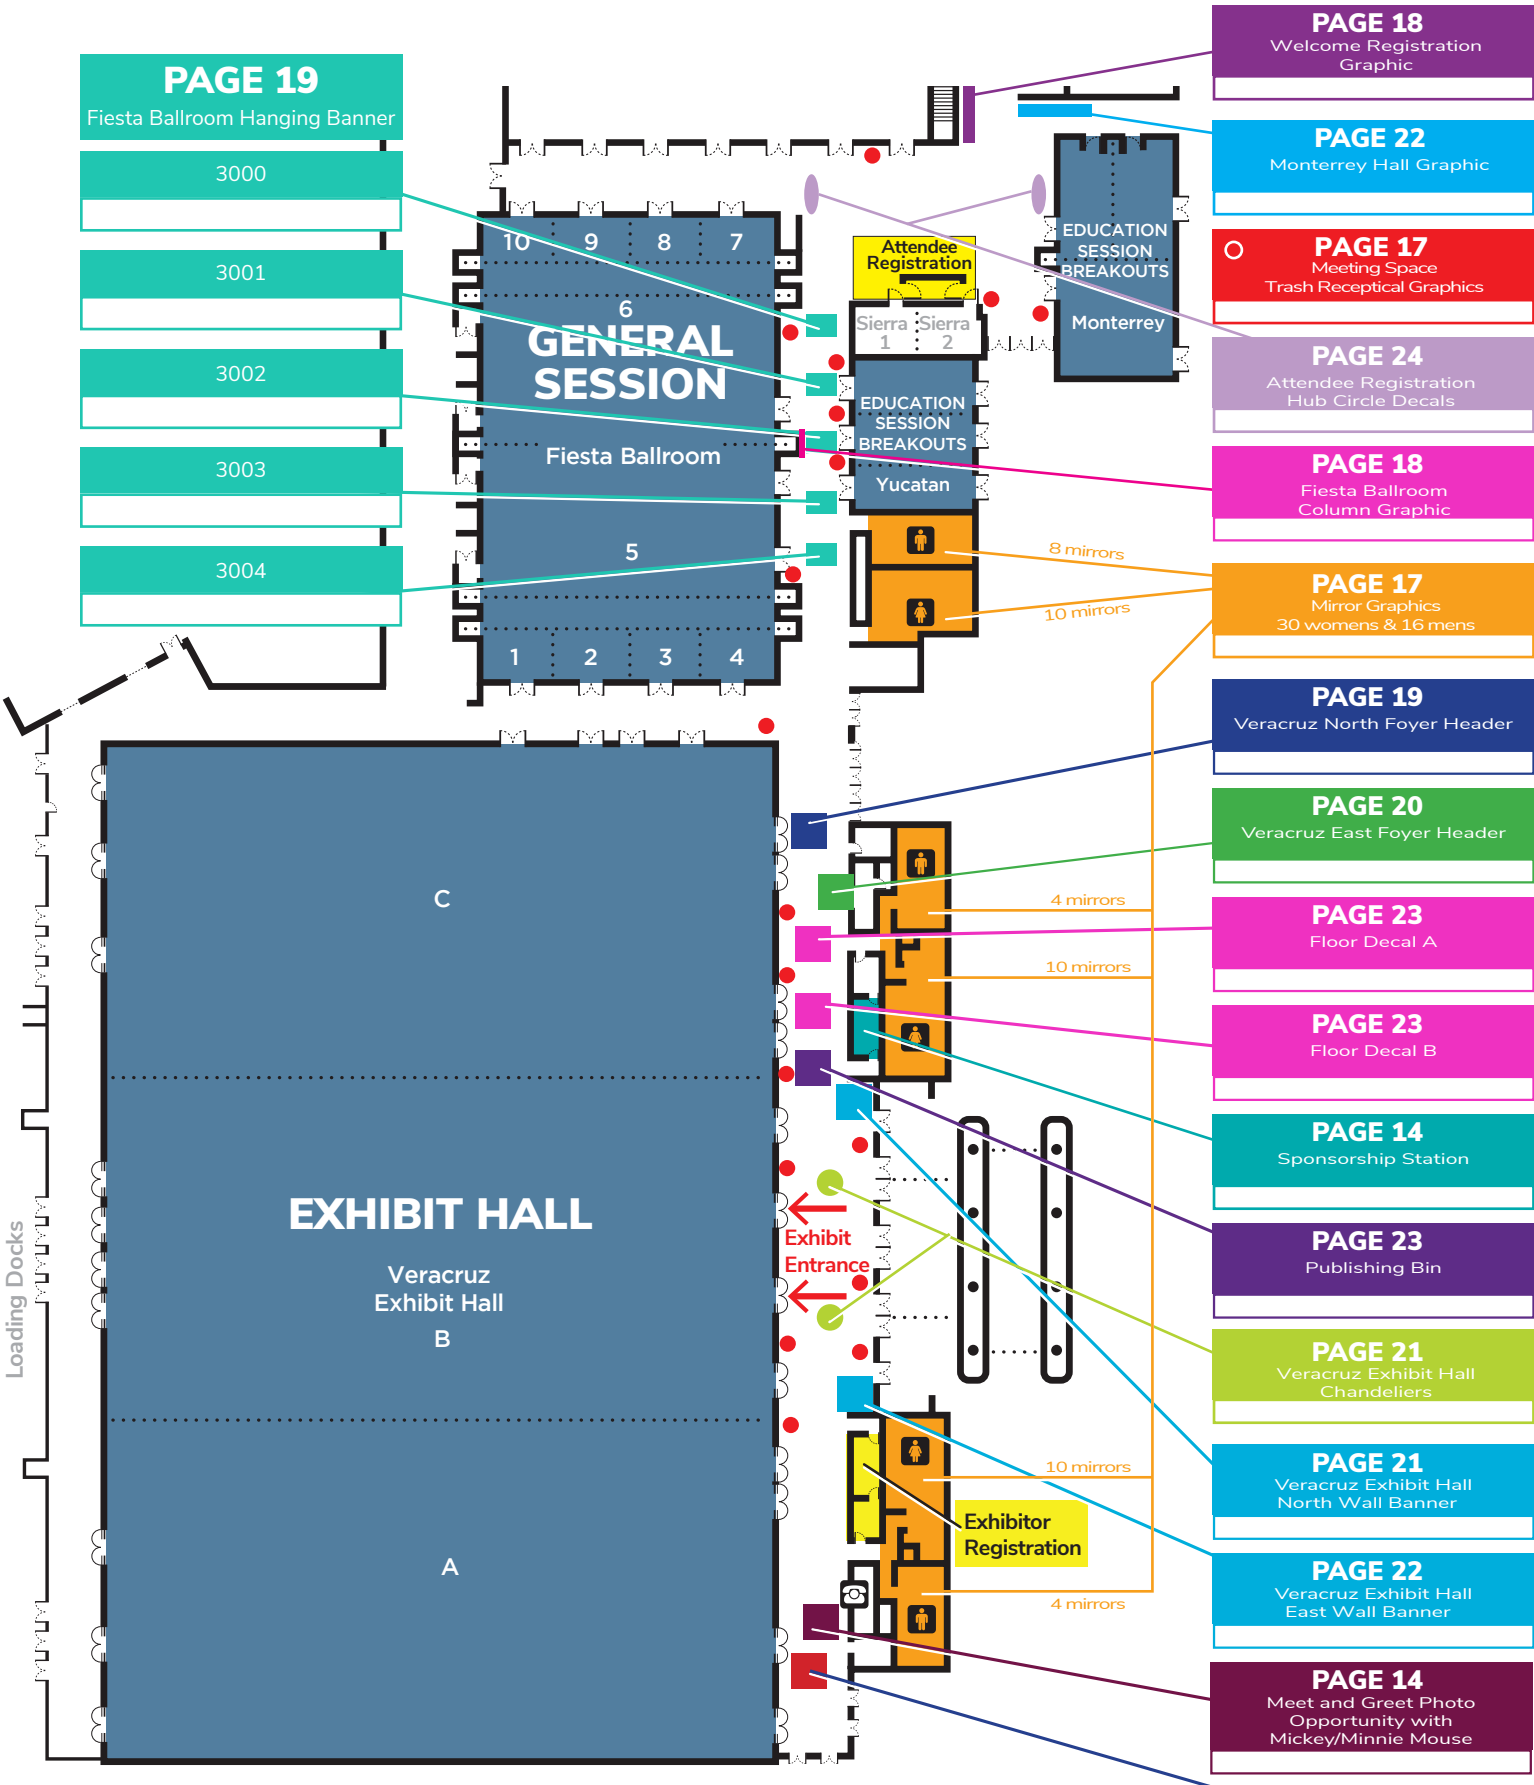 PAGE 19
Fiesta Ballroom Hanging Banner
3000
3001
3002
3003
3004
10
9
8
7
6
GENERAL
SESSION
Fiesta Ballroom
5
1
2
3
4
Attendee
Registration
Sierra
1
Sierra
2
EDUCATION
SESSION
BREAKOUTS
Yucatan
EDUCATION
SESSION
BREAKOUTS
Monterrey
8 mirrors
10 mirrors
4 mirrors
10 mirrors
10 mirrors
4 mirrors
C
EXHIBIT HALL
Veracruz
Exhibit Hall
B
A
Loading Docks
Exhibit
Entrance
Exhibitor
Registration
PAGE 18
Welcome Registration
Graphic
PAGE 22
Monterrey Hall Graphic
PAGE 17
Meeting Space
Trash Receptical Graphics
PAGE 24
Attendee Registration
Hub Circle Decals
PAGE 18
Fiesta Ballroom
Column Graphic
PAGE 17
Mirror Graphics
30 womens & 16 mens
PAGE 19
Veracruz North Foyer Header
PAGE 20
Veracruz East Foyer Header
PAGE 23
Floor Decal A
PAGE 23
Floor Decal B
PAGE 14
Sponsorship Station
PAGE 23
Publishing Bin
PAGE 21
Veracruz Exhibit Hall
Chandeliers
PAGE 21
Veracruz Exhibit Hall
North Wall Banner
PAGE 22
Veracruz Exhibit Hall
East Wall Banner
PAGE 14
Meet and Greet Photo
Opportunity with
Mickey/Minnie Mouse